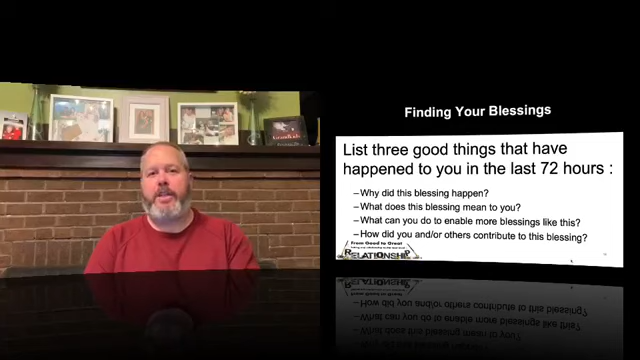 Finding Your Blessings
List three good things that have
happened to you in the last 72 hours :
–Why did this blessing happen?
–What does this blessing mean to you?
–What can you do to enable more blessings like this?
–How did you and/or others contribute to this blessing?
From Good to Great
RELATIONSHIP